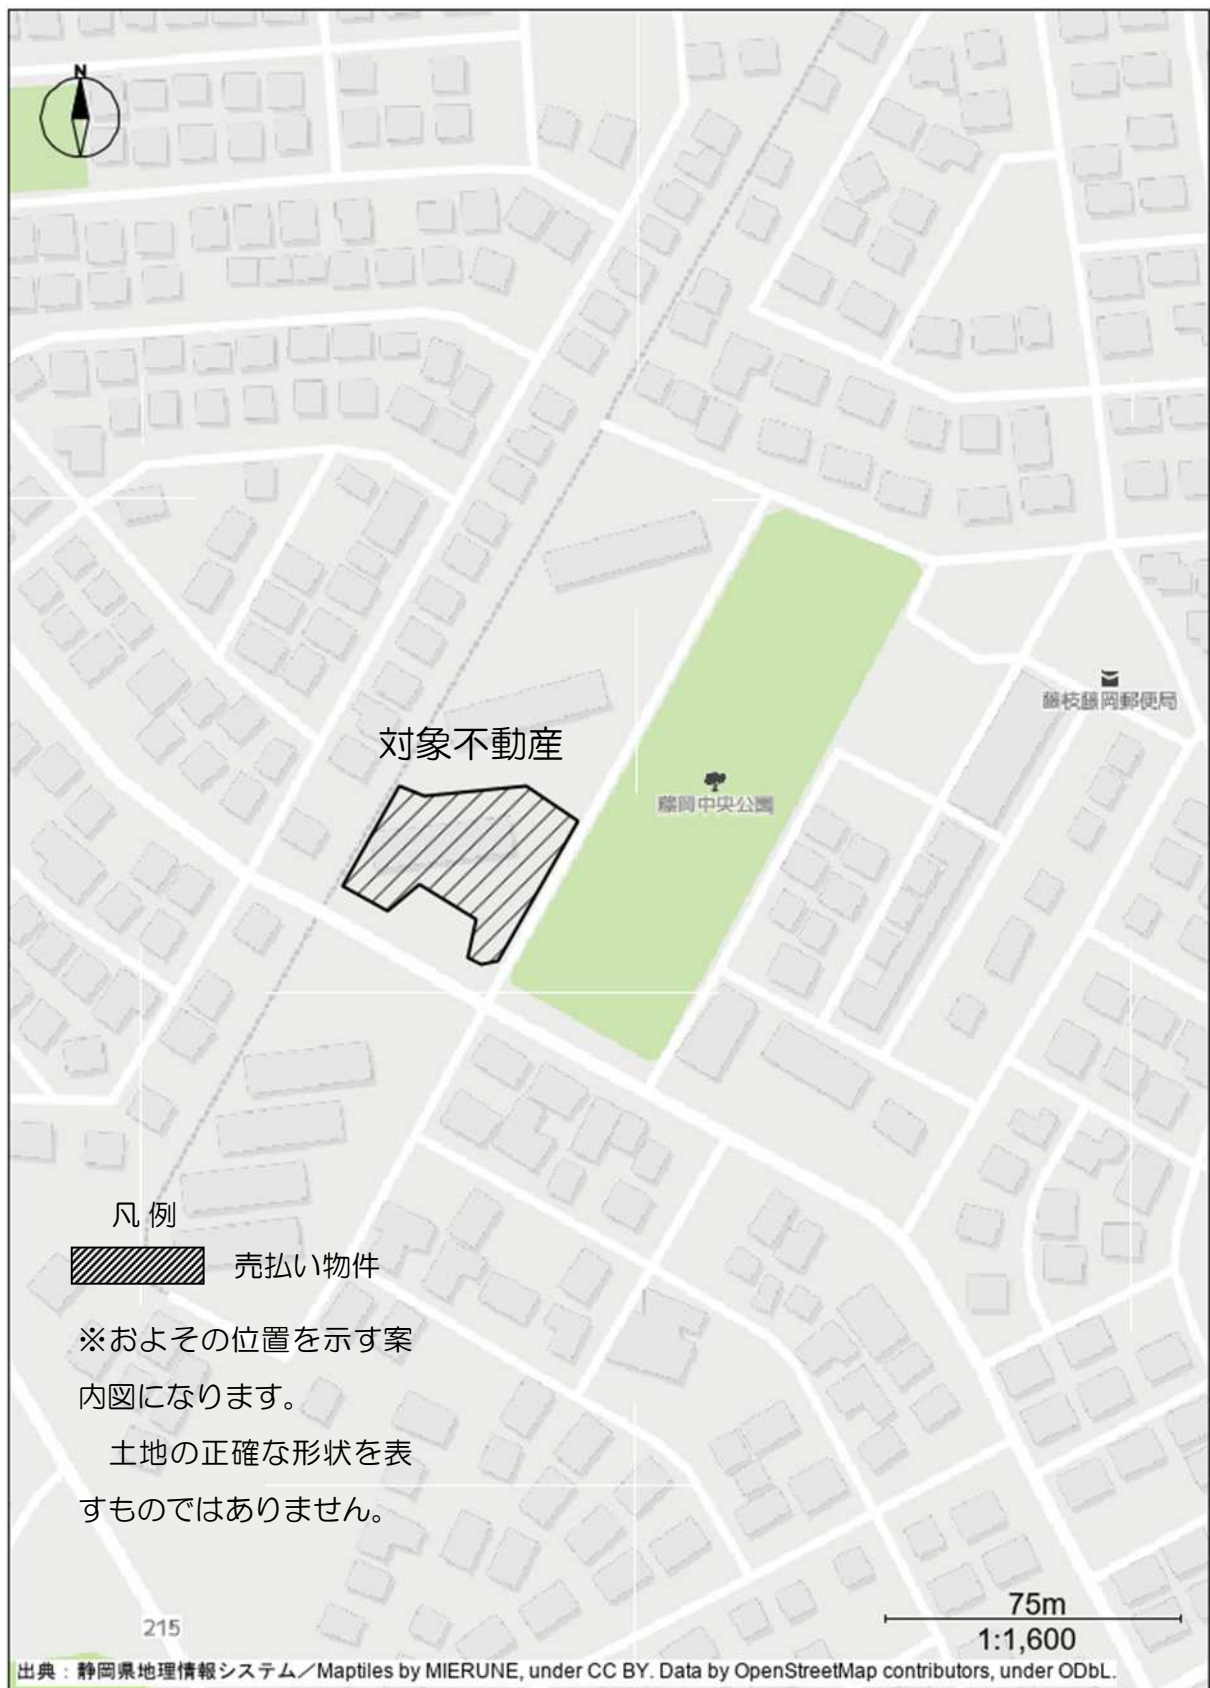 N
藤枝藤岡郵便局
対象不動産
藤岡中央公園
凡例
売払い物件
※およその位置を示す案
内図になります。
土地の正確な形状を表
すものではありません。
215
75m
1:1,600
出典：静岡県地理情報システム／Maptiles by MIERUNE, under CC BY. Data by OpenStreetMap contributors, under ODbL.